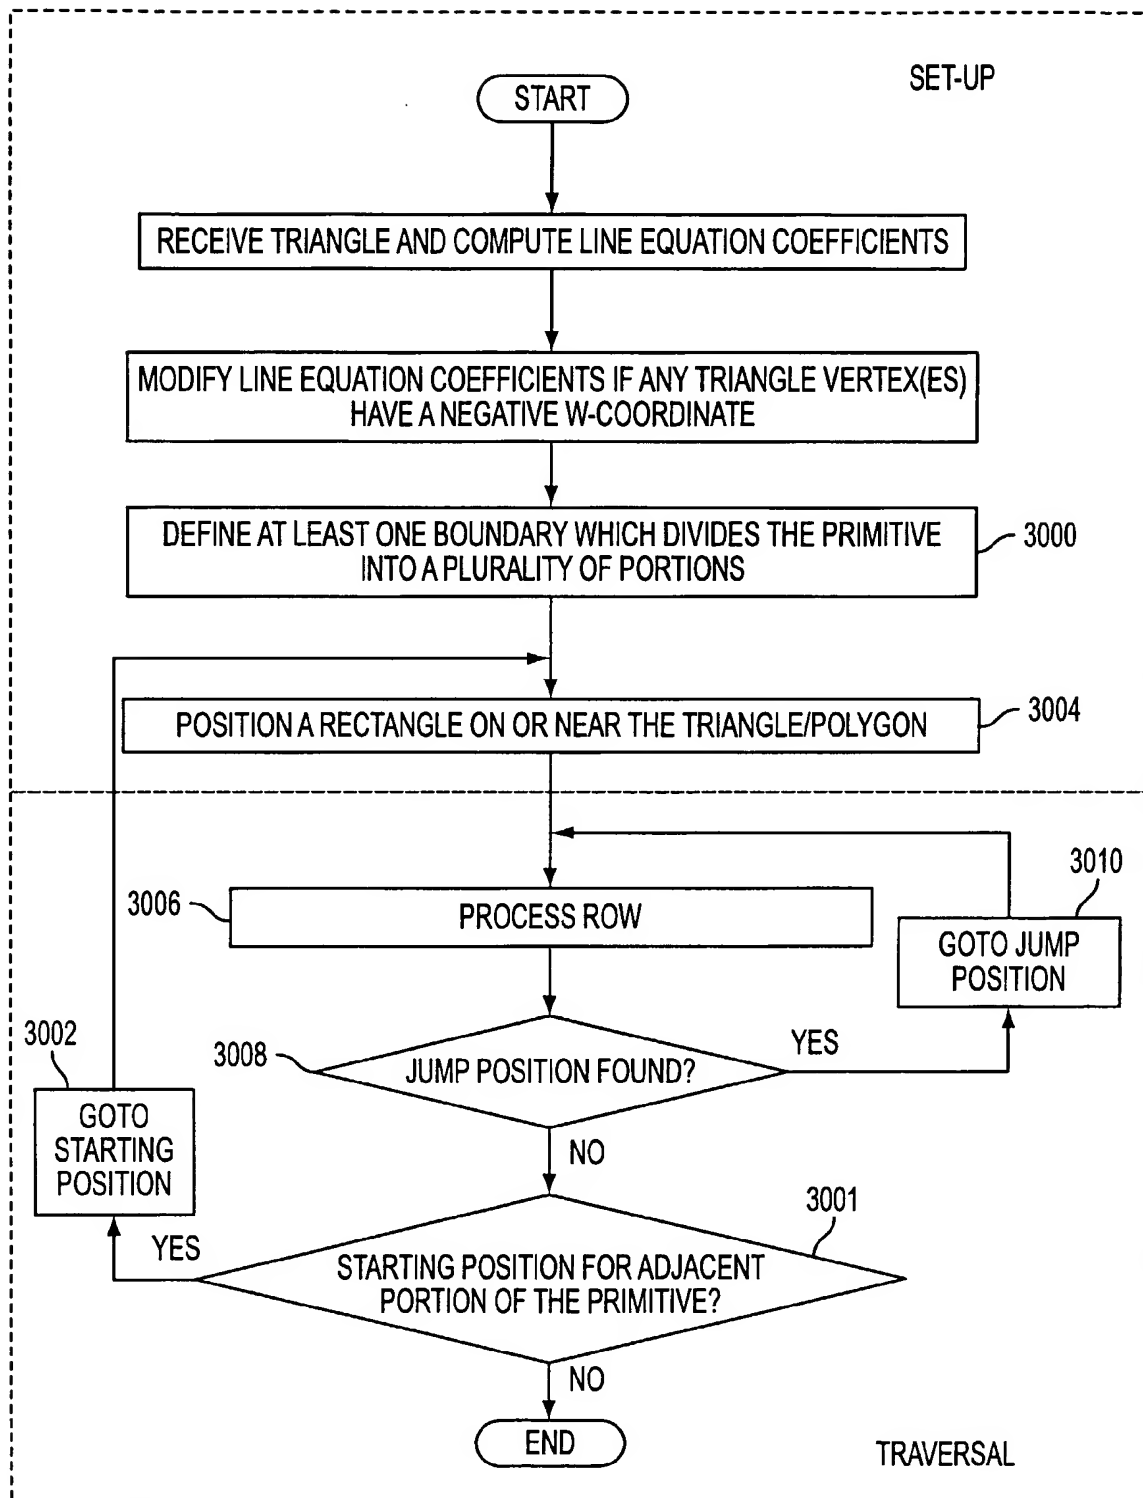 SET-UP
START
RECEIVE TRIANGLE AND COMPUTE LINE EQUATION COEFFICIENTS
MODIFY LINE EQUATION COEFFICIENTS IF ANY TRIANGLE VERTEX(ES)
HAVE A NEGATIVE W-COORDINATE
DEFINE AT LEAST ONE BOUNDARY WHICH DIVIDES THE PRIMITIVE
INTO A PLURALITY OF PORTIONS
3000
POSITION A RECTANGLE ON OR NEAR THE TRIANGLE/POLYGON
3004
3006
PROCESS ROW
3010
GOTO JUMP
POSITION
3008
JUMP POSITION FOUND?
YES
NO
3002
GOTO
STARTING
POSITION
YES
3001
STARTING POSITION FOR ADJACENT
PORTION OF THE PRIMITIVE?
NO
END
TRAVERSAL